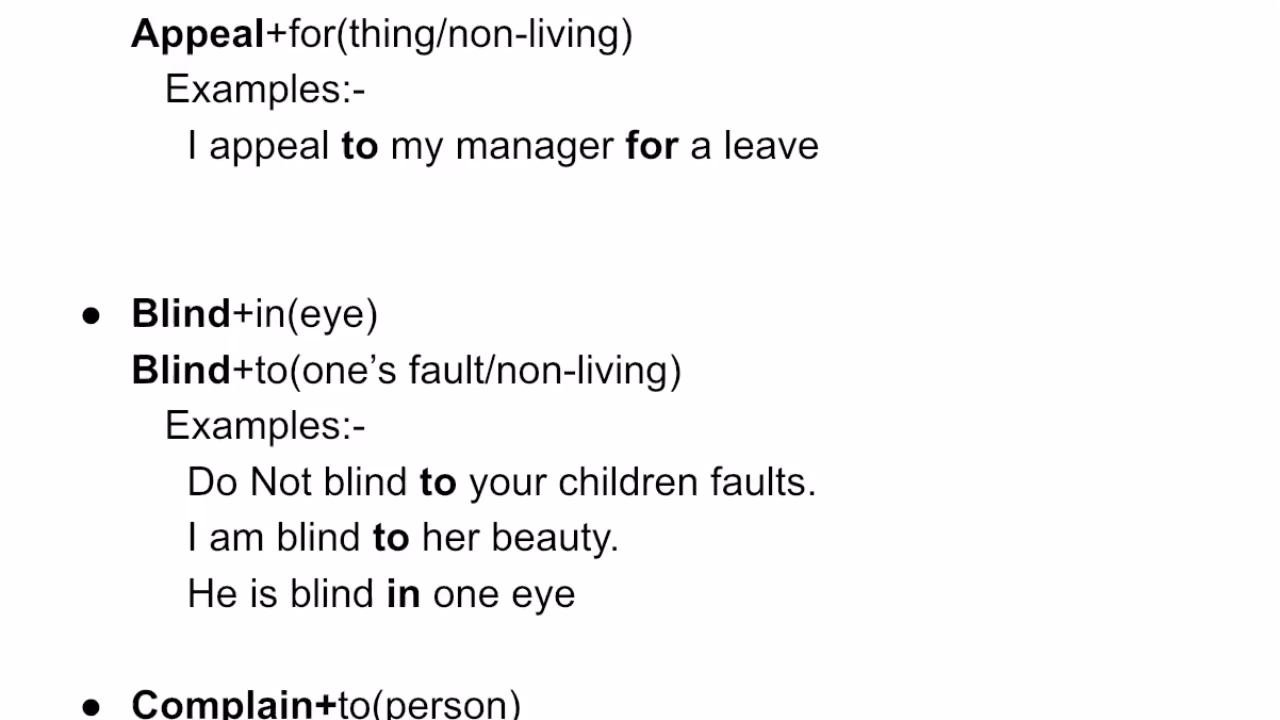 Appeal+for(thing/non-living)
Examples:-
I appeal to my manager for a leave
● Blind+in(eye)
Blind+to(one’s fault/non-living)
Examples:-
Do Not blind to your children faults.
I am blind to her beauty.
He is blind in one eye
● Complain+to(person)